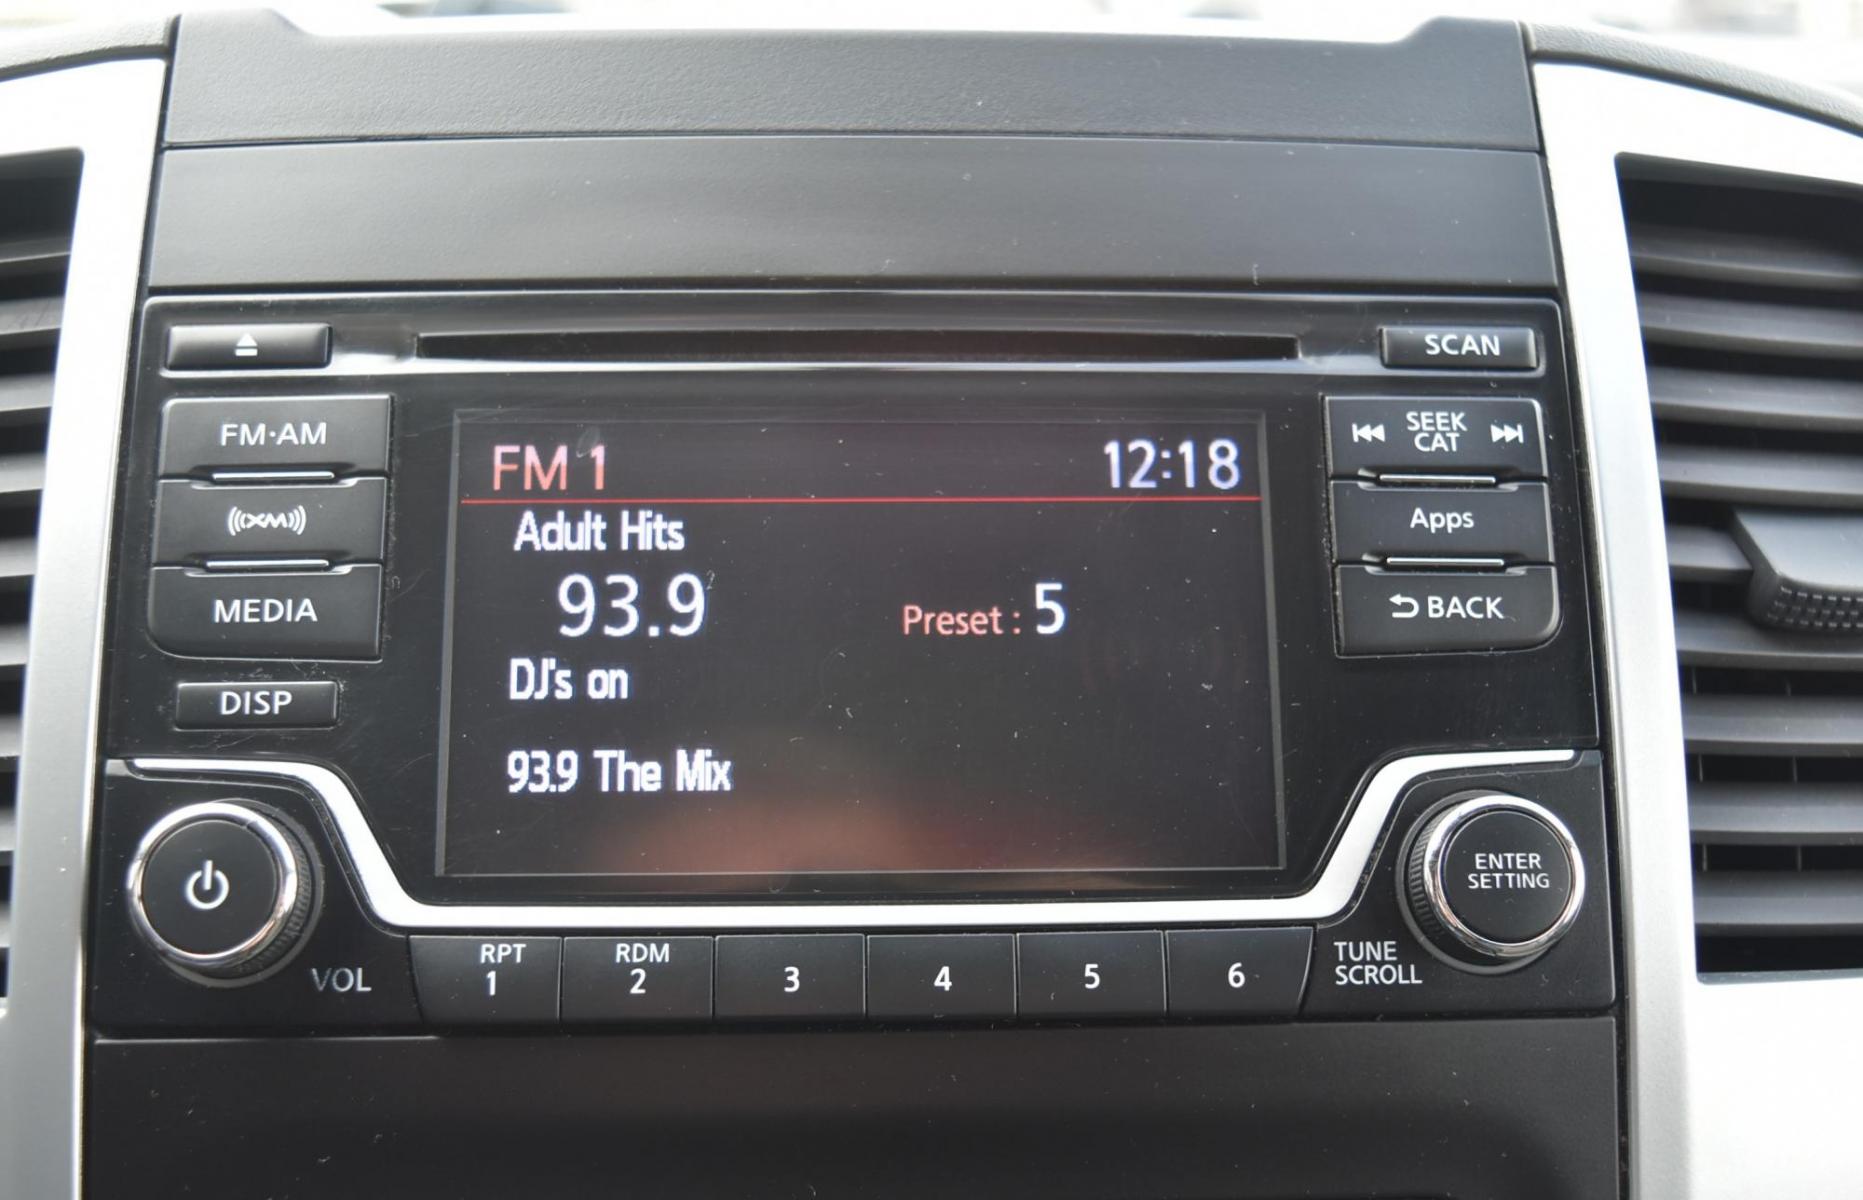 SCAN
FM·AM
SEEK
CAT
FM 1 12:18
Adult Hits
XM
Apps
93.9 Preset : 5
MEDIA
BACK
DJ's on
DISP
93.9 The Mix
ENTER
SETTING
VOL
RPT
1
RDM
2
3
4
5
6
TUNE
SCROLL